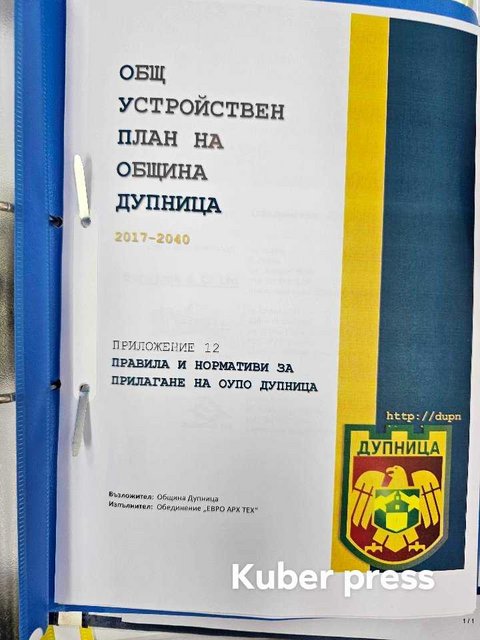 ОБЩ
УСТРОЙСТВЕН
ПЛАН НА
ОБЩИНА
ДУПНИЦА
2017-2040
ПРИЛОЖЕНИЕ 12
ПРАВИЛА И НОРМАТИВИ ЗА
ПРИЛАГАНЕ НА ОУПО ДУПНИЦА
http://dupn
ДУПНИЦА
Възложител: Община Дупница
Изпълнител: Обединение „ЕВРО АРХ ТЕХ"
Kuber press
1 / 1